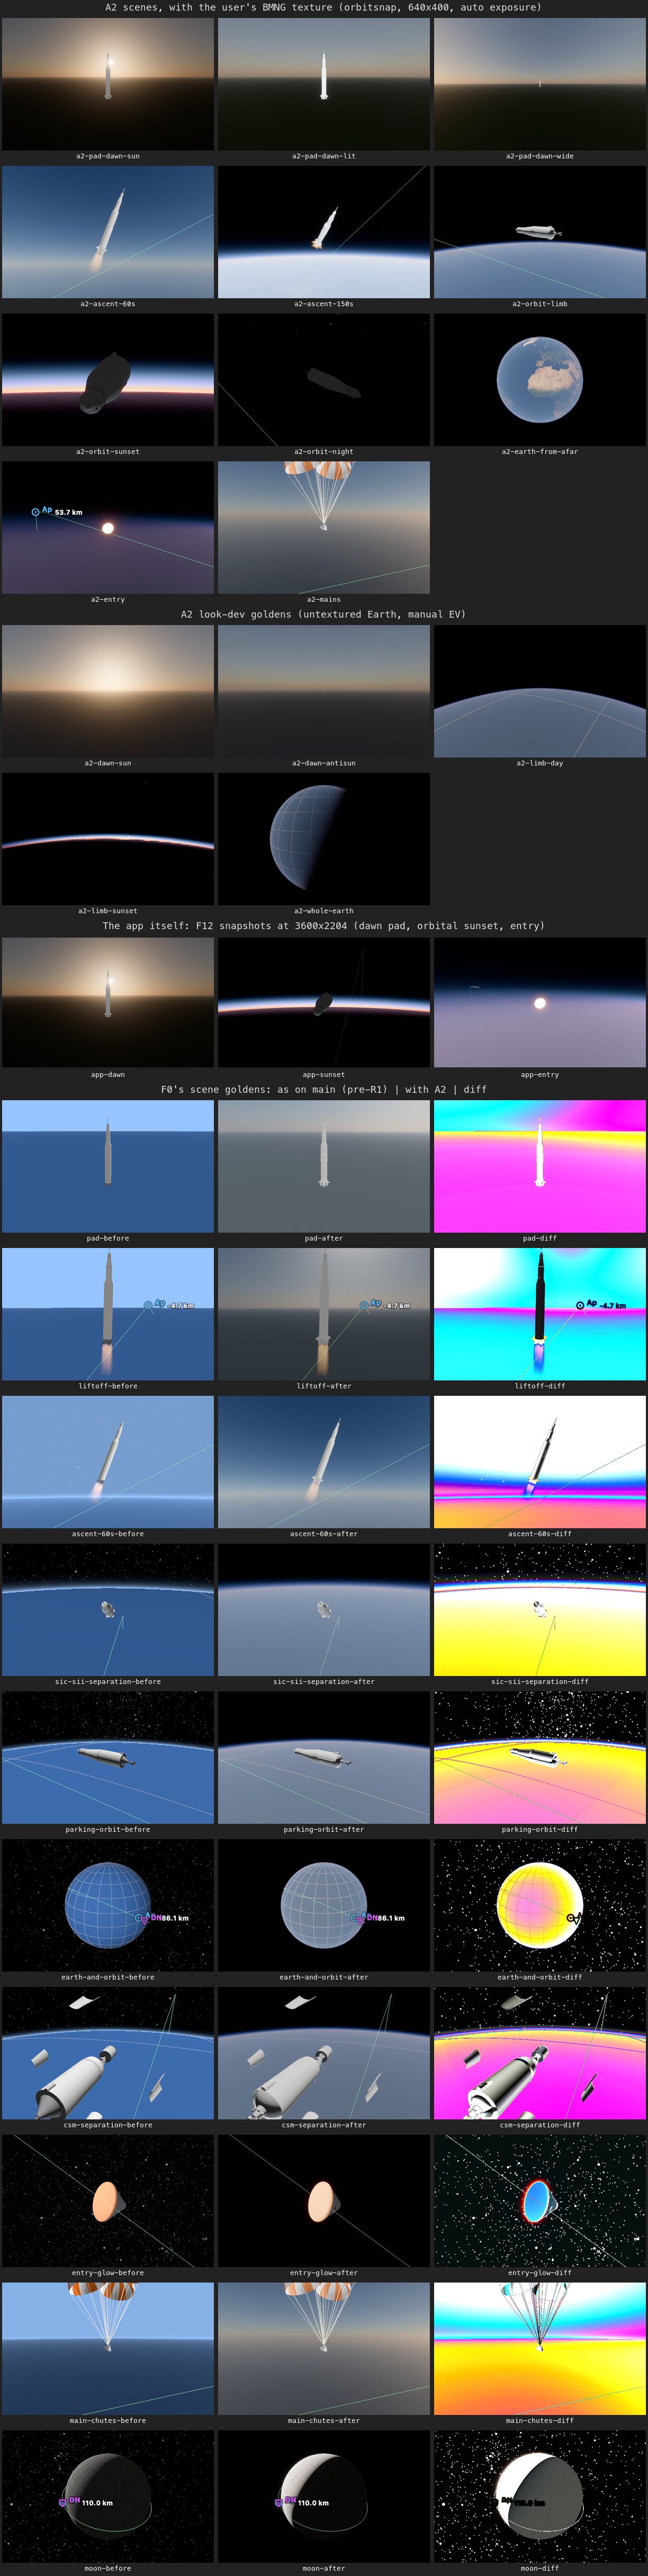 A2 scenes, with the user's BMNG texture (orbitsnap, 640x400, auto exposure)
a2-pad-dawn-sun
a2-pad-dawn-lit
a2-pad-dawn-wide
a2-ascent-60s
a2-ascent-150s
a2-orbit-limb
a2-orbit-sunset
a2-orbit-night
a2-earth-from-afar
Ap 53.7 km
a2-entry
a2-mains
A2 look-dev goldens (untextured Earth, manual EV)
a2-dawn-sun
a2-dawn-antisun
a2-limb-day
a2-limb-sunset
a2-whole-earth
The app itself: F12 snapshots at 3600x2204 (dawn pad, orbital sunset, entry)
app-dawn
app-sunset
app-entry
F0's scene goldens: as on main (pre-R1) | with A2 | diff
pad-before
pad-after
pad-diff
Ap -4.7 km
Ap -4.7 km
Ap -4.7 km
liftoff-before
liftoff-after
liftoff-diff
ascent-60s-before
ascent-60s-after
ascent-60s-diff
sic-sii-separation-before
sic-sii-separation-after
sic-sii-separation-diff
parking-orbit-before
parking-orbit-after
parking-orbit-diff
DN 86.1 km
DN 86.1 km
earth-and-orbit-before
earth-and-orbit-after
earth-and-orbit-diff
csm-separation-before
csm-separation-after
csm-separation-diff
entry-glow-before
entry-glow-after
entry-glow-diff
main-chutes-before
main-chutes-after
main-chutes-diff
DN 110.0 km
DN 110.0 km
DN 110.0 km
moon-before
moon-after
moon-diff